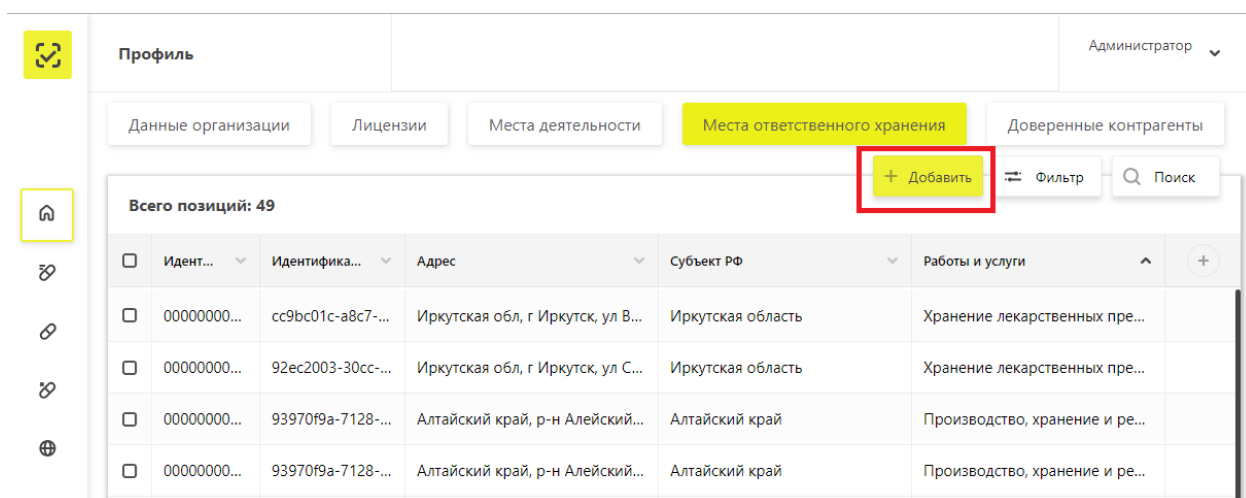 Профиль
Администратор
Данные организации Лицензии Места деятельности Места ответственного хранения Доверенные контрагенты
+ Добавить Фильтр Поиск
Всего позиций: 49
Идент... Идентифика... Адрес Субъект РФ Работы и услуги +
00000000... cc9bc01c-a8c7-... Иркутская обл, г Иркутск, ул В... Иркутская область Хранение лекарственных пре...
00000000... 92ec2003-30cc-... Иркутская обл, г Иркутск, ул С... Иркутская область Хранение лекарственных пре...
00000000... 93970f9a-7128-... Алтайский край, р-н Алейский... Алтайский край Производство, хранение и ре...
00000000... 93970f9a-7128-... Алтайский край, р-н Алейский... Алтайский край Производство, хранение и ре...